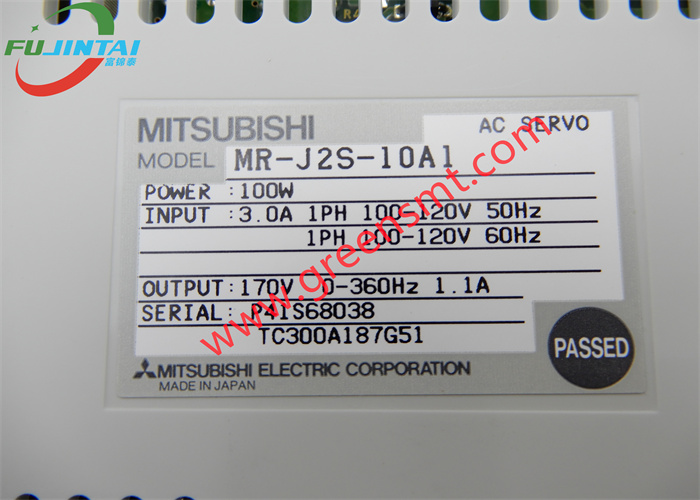 FUJINTAI
富锦泰
MITSUBISHI AC SERVO
MODEL MR-J2S-10A1
POWER :100W
INPUT :3.0A 1PH 100-120V 50Hz
1PH 100-120V 60Hz
OUTPUT:170V 0-360Hz 1.1A
SERIAL: P41S68038
TC300A187G51
PASSED
MITSUBISHI ELECTRIC CORPORATION
MADE IN JAPAN
www.greensmt.com